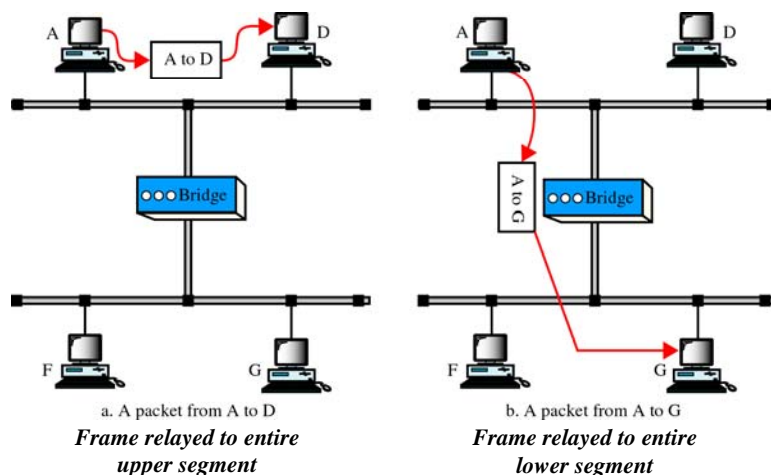 A
A to D
D
Bridge
F
G
a. A packet from A to D
Frame relayed to entire
upper segment
A
D
A to G
Bridge
F
G
b. A packet from A to G
Frame relayed to entire
lower segment